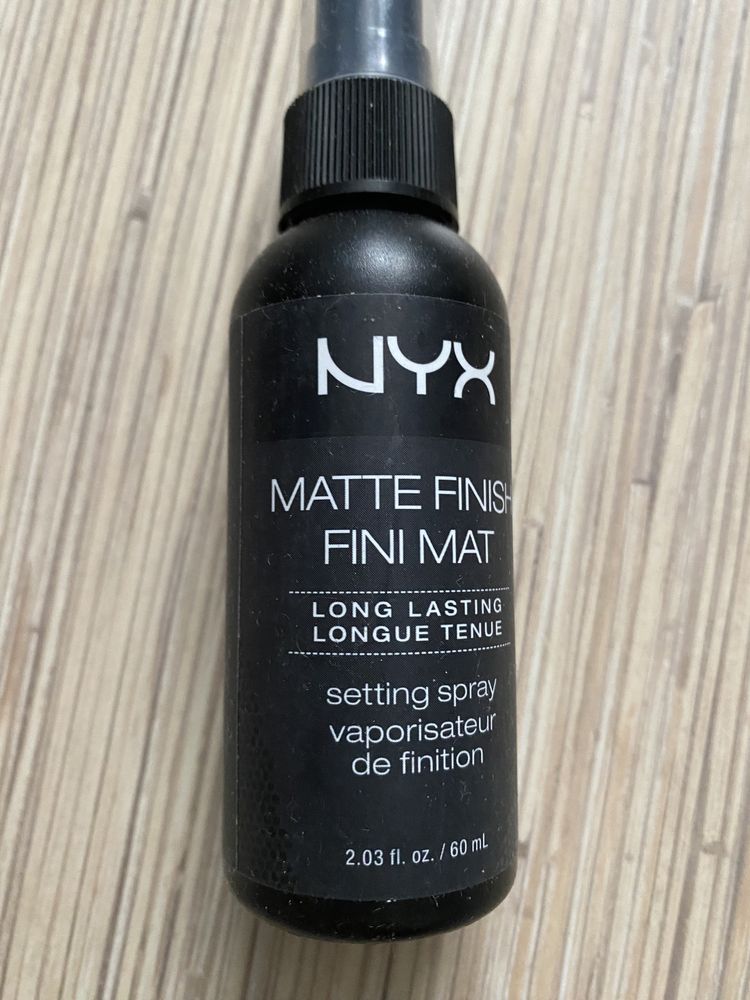 NYX
MATTE FINISH
FINI MAT
LONG LASTING
LONGUE TENUE
setting spray
vaporisateur
de finition
2.03 fl. oz. / 60 mL